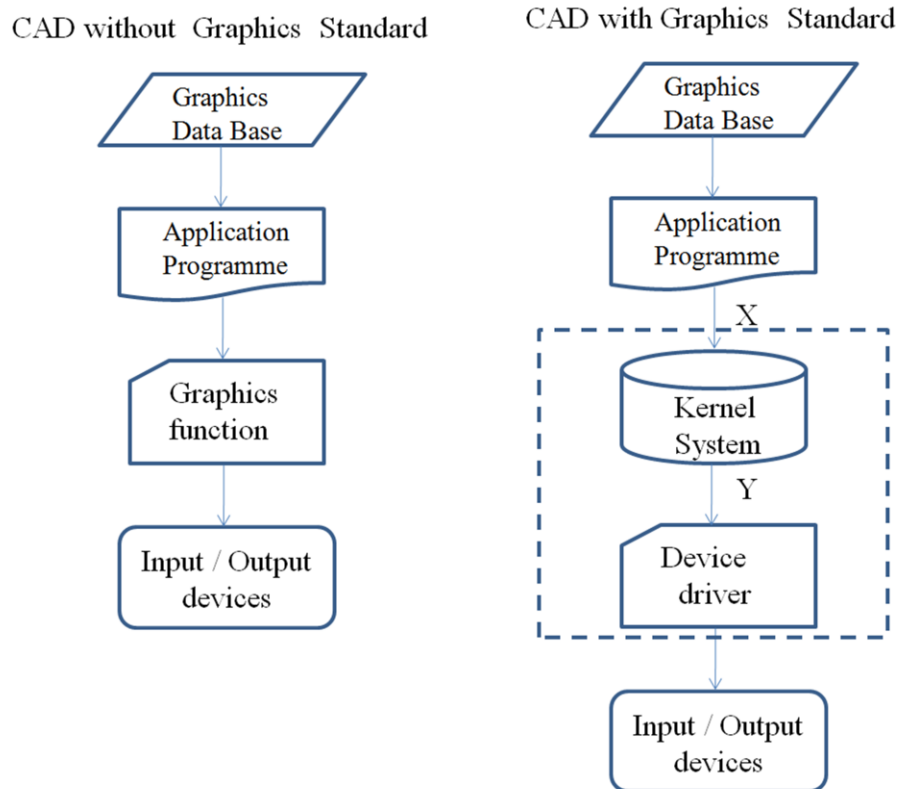 CAD without Graphics Standard
Graphics
Data Base
Application
Programme
Graphics
function
Input / Output
devices
CAD with Graphics Standard
Graphics
Data Base
Application
Programme
X
Kernel
System
Y
Device
driver
Input / Output
devices